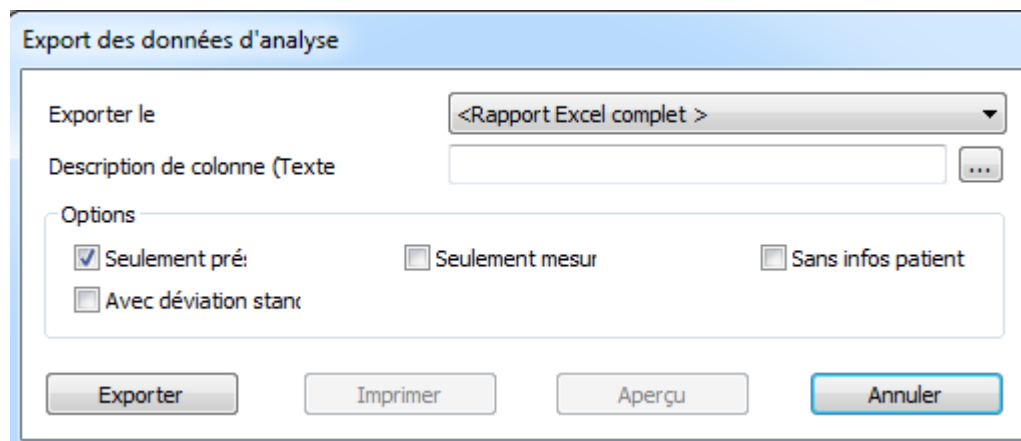 Export des données d'analyse
Exporter le <Rapport Excel complet >
Description de colonne (Texte ...
Options
Seulement prés Seulement mesur Sans infos patient
Avec déviation stand
Exporter Imprimer Aperçu Annuler